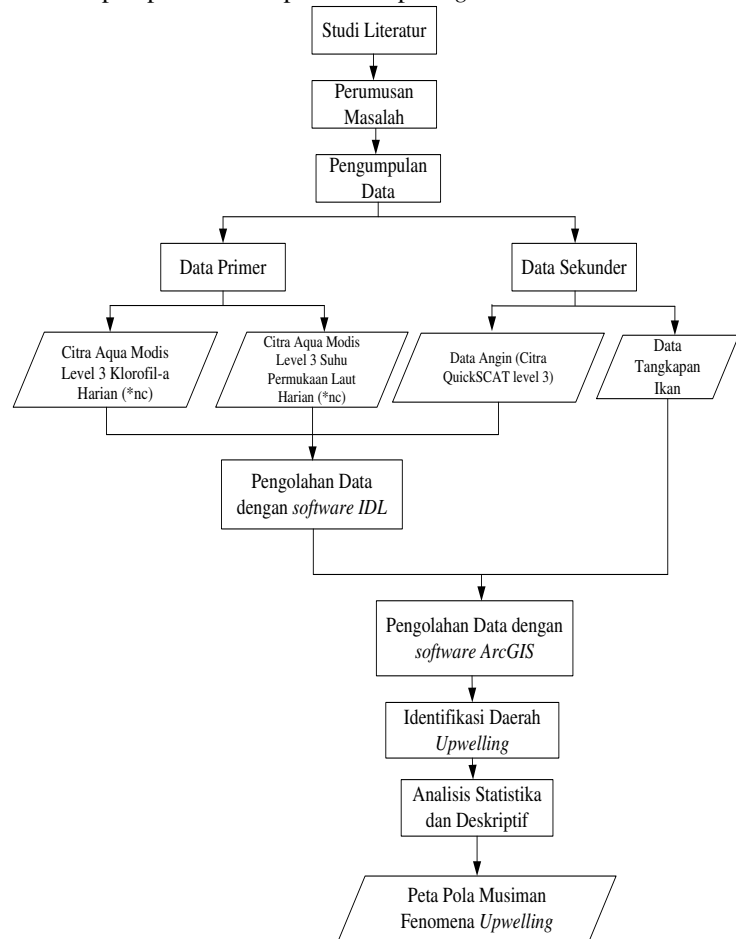 Studi Literatur
Perumusan
Masalah
Pengumpulan
Data
Data Primer
Data Sekunder
Citra Aqua Modis
Level 3 Klorofil-a
Harian (*nc)
Citra Aqua Modis
Level 3 Suhu
Permukaan Laut
Harian (*nc)
Data Angin (Citra
QuickSCAT level 3)
Data
Tangkapan
Ikan
Pengolahan Data
dengan software IDL
Pengolahan Data dengan
software ArcGIS
Identifikasi Daerah
Upwelling
Analisis Statistika
dan Deskriptif
Peta Pola Musiman
Fenomena Upwelling